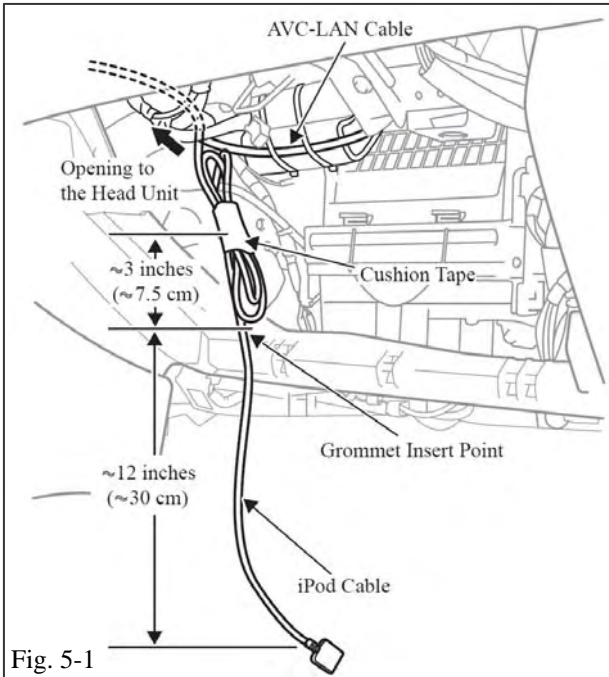 AVC-LAN Cable
Opening to
the Head Unit
≈3 inches
(≈7.5 cm)
Cushion Tape
Grommet Insert Point
≈12 inches
(≈30 cm)
iPod Cable
Fig. 5-1